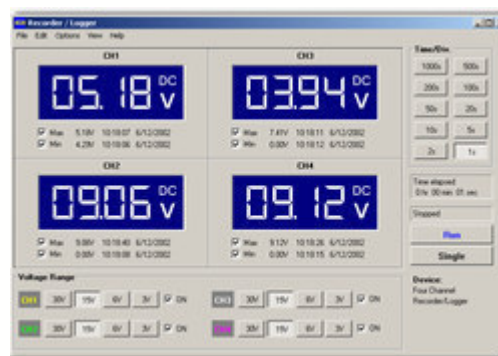 Recorder / Logger
File Edit Options View Help
CH1
05.18 DC V
Max 5.18V 10:18:07 6/12/2002
Min 4.29V 10:18:06 6/12/2002
CH3
03.94 DC V
Max 7.41V 10:18:11 6/12/2002
Min 0.00V 10:18:12 6/12/2002
CH2
09.06 DC V
Max 10:18:43 6/12/2002
Min 0.00V 10:18:08 6/12/2002
CH4
09.12 DC V
Max 9.12V 10:18:26 6/12/2002
Min 0.00V 10:18:15 6/12/2002
Time/Div.
1000s 500s
200s 100s
50s 20s
10s 5s
2s 1s
Time elapsed
0 hr. 00 min. 01 sec
Stopped
Run
Single
Voltage Range
CH1 30V 15V 6V 3V ON
CH3 30V 15V 6V 3V ON
CH2 30V 15V 6V 3V ON
CH4 30V 15V 6V 3V ON
Device:
Four Channel
Recorder/Logger